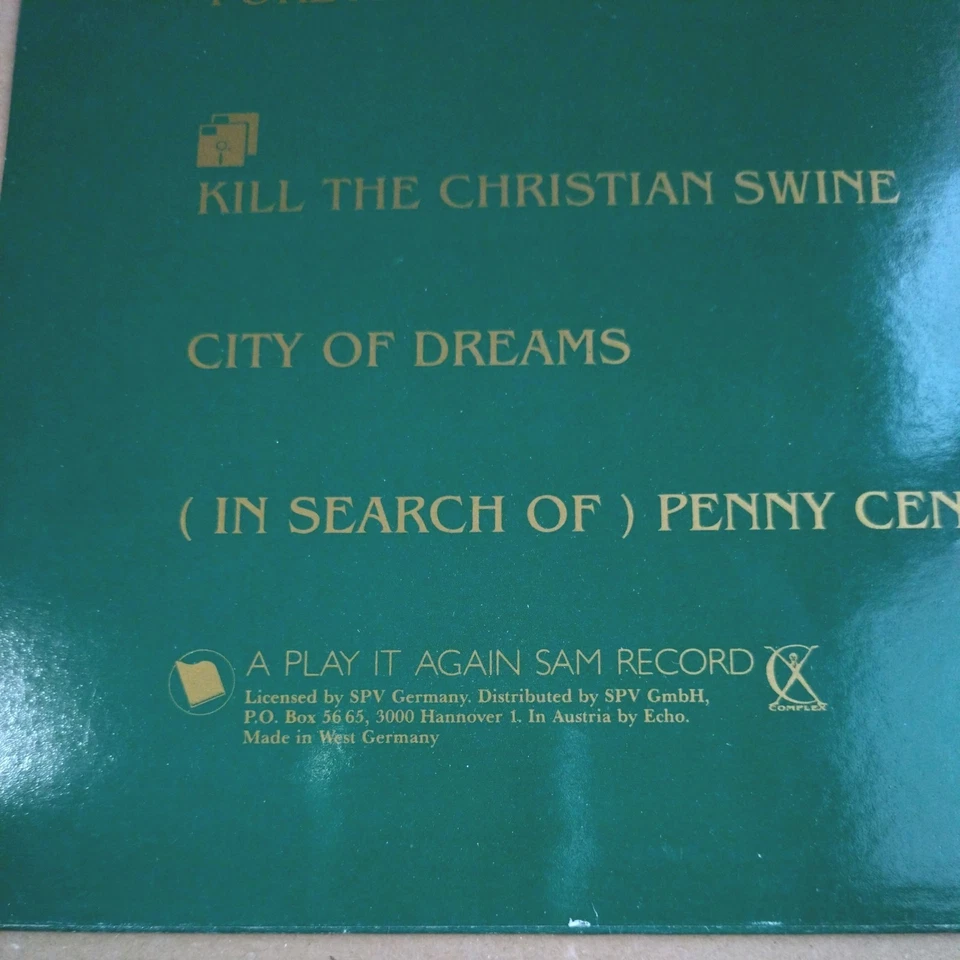 KILL THE CHRISTIAN SWINE
CITY OF DREAMS
( IN SEARCH OF ) PENNY CEN
A PLAY IT AGAIN SAM RECORD
COMPLEX
Licensed by SPV Germany. Distributed by SPV GmbH,
P.O. Box 56 65, 3000 Hannover 1. In Austria by Echo.
Made in West Germany